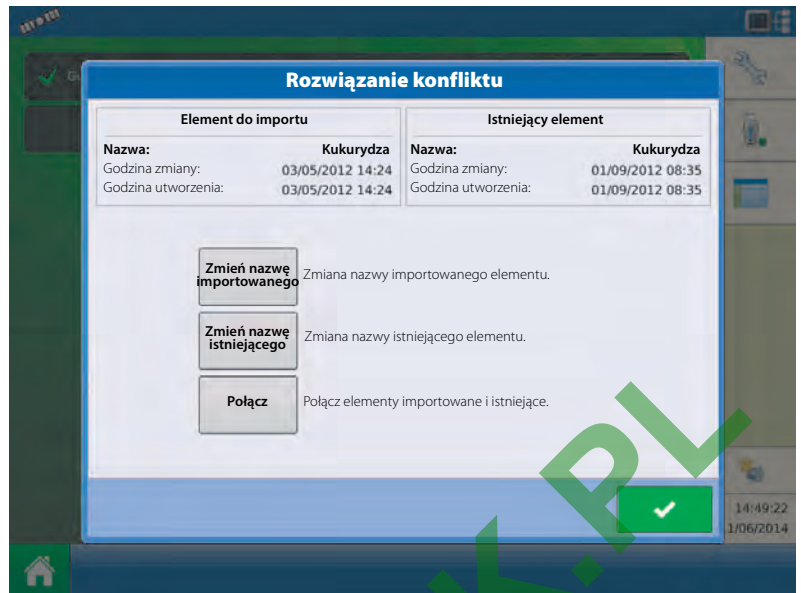 Rozwiązanie konfliktu
Element do importu
Nazwa: Kukurydza
Godzina zmiany: 03/05/2012 14:24
Godzina utworzenia: 03/05/2012 14:24
Istniejący element
Nazwa: Kukurydza
Godzina zmiany: 01/09/2012 08:35
Godzina utworzenia: 01/09/2012 08:35
Zmień nazwę
importowanego
Zmiana nazwy importowanego elementu.
Zmień nazwę
istniejącego
Zmiana nazwy istniejącego elementu.
Połącz
Połącz elementy importowane i istniejące.
14:49:22
1/06/2014
K.PL